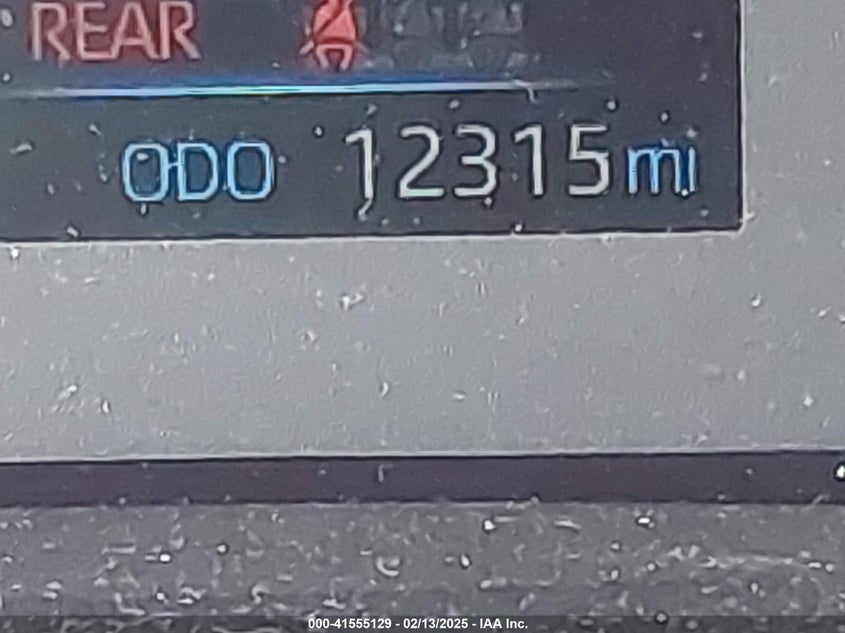 REAR
ODO 12315 mi
000-41555129 - 02/13/2025 - IAA Inc.